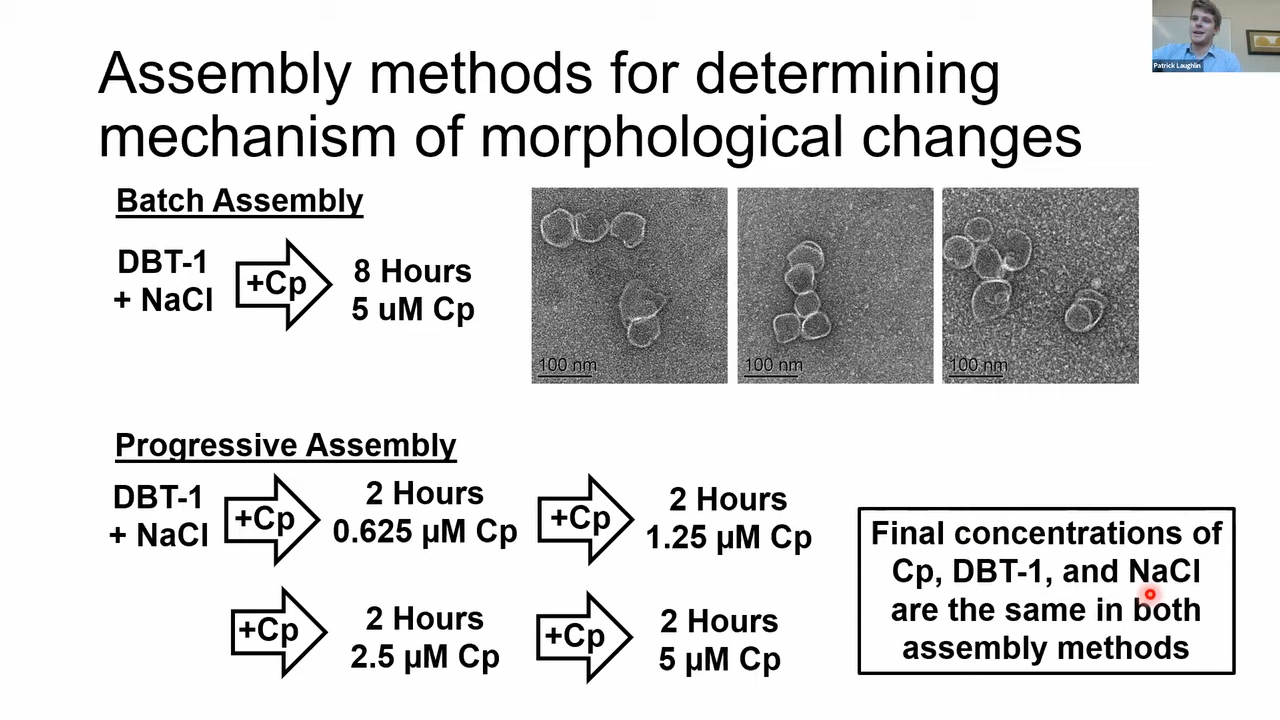 Assembly methods for determining
mechanism of morphological changes
Patrick Laughlin
Batch Assembly
DBT-1
+ NaCl
+Cp
8 Hours
5 uM Cp
100 nm
100 nm
100 nm
Progressive Assembly
DBT-1
+ NaCl
+Cp
2 Hours
0.625 µM Cp
+Cp
2 Hours
1.25 µM Cp
+Cp
2 Hours
2.5 µM Cp
+Cp
2 Hours
5 µM Cp
Final concentrations of
Cp, DBT-1, and NaCl
are the same in both
assembly methods